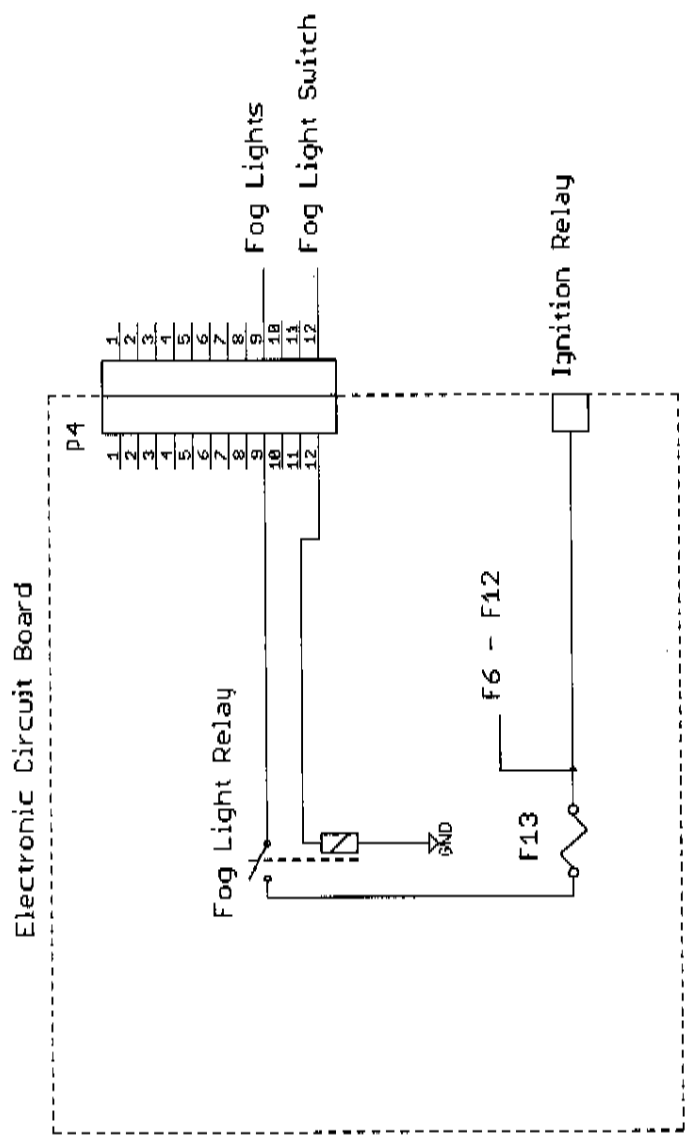 Electronic Circuit Board
P4
1 1
2 2
3 3
4 4
5 5
6 6
7 7
8 8
9 9
10 10
11 11
12 12
Fog Lights
Fog Light Switch
Fog Light Relay
GND
F6 - F12
F13
Ignition Relay